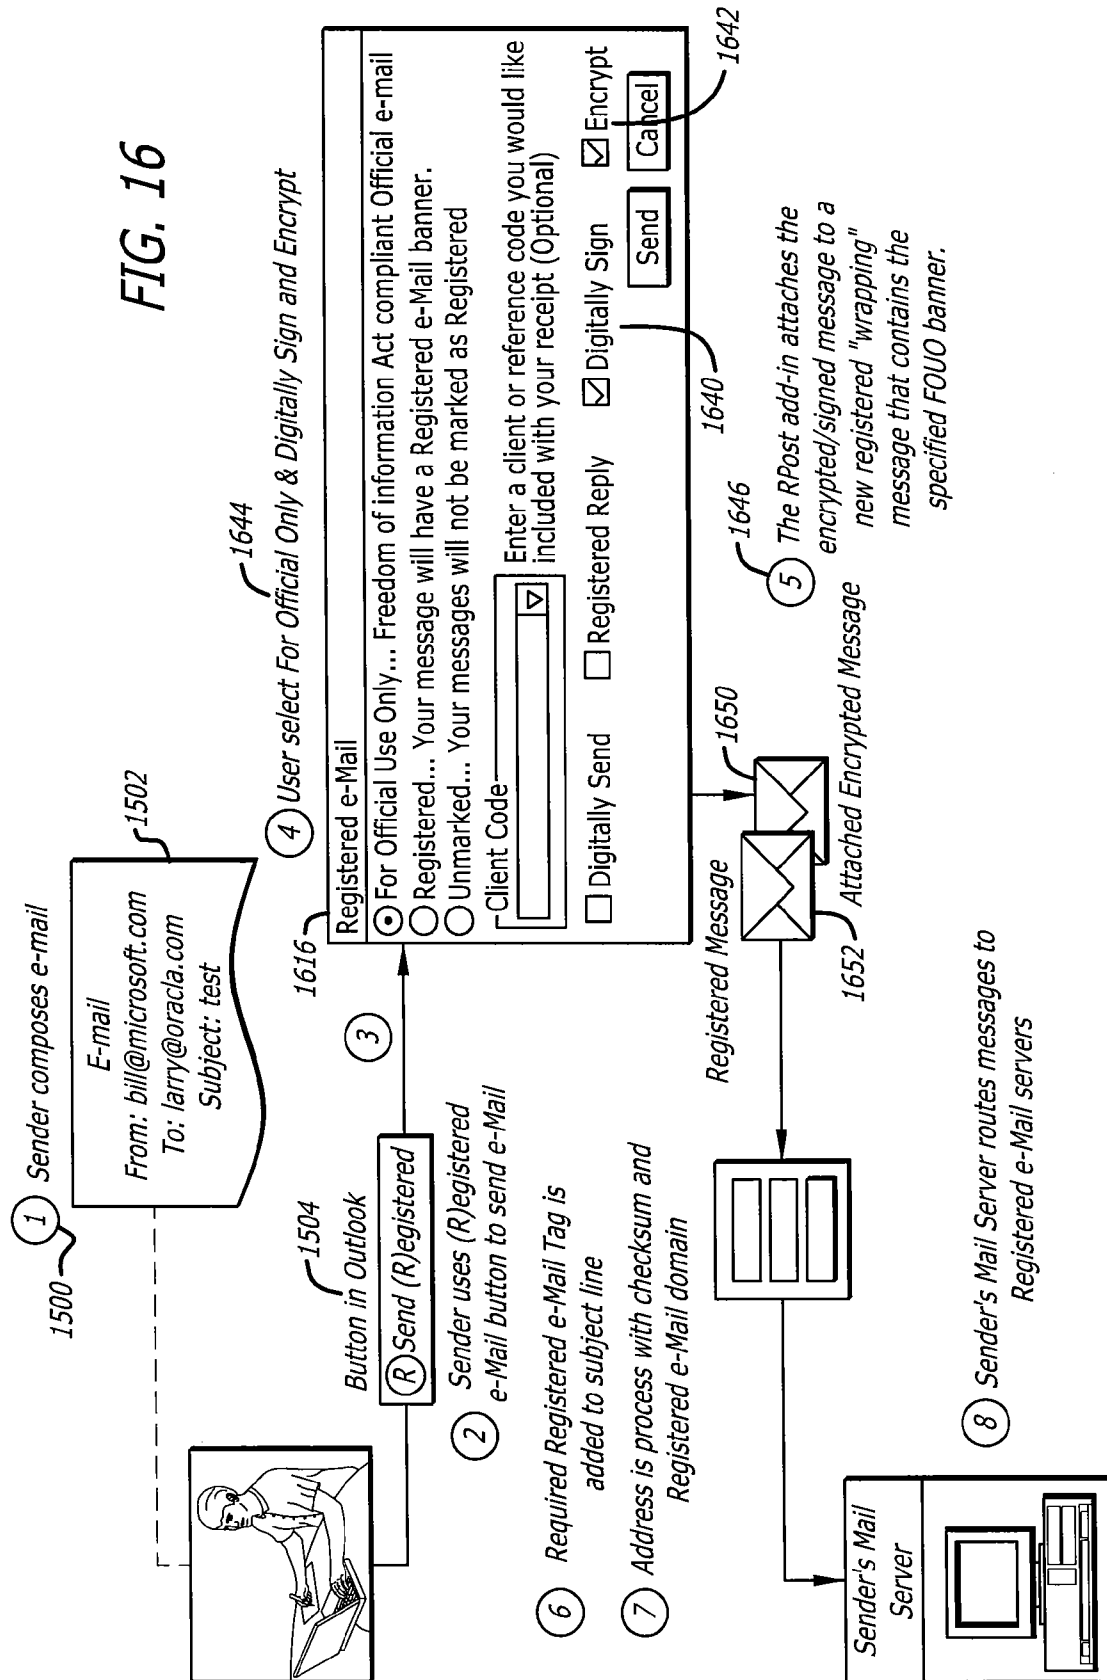 FIG. 16
1 Sender composes e-mail
1500
1502
E-mail
From: bill@microsoft.com
To: larry@oracla.com
Subject: test
Button in Outlook
1504
R Send (R)egistered
2 Sender uses (R)egistered
e-Mail button to send e-Mail
3
4 User select For Official Only & Digitally Sign and Encrypt
1644
1616
Registered e-Mail
For Official Use Only... Freedom of information Act compliant Official e-mail
Registered... Your message will have a Registered e-Mail banner.
Unmarked... Your messages will not be marked as Registered
Client Code
Enter a client or reference code you would like
included with your receipt (Optional)
Digitally Send
Registered Reply
Digitally Sign
Encrypt
Send
Cancel
1640
1642
1646
5 The RPost add-in attaches the
encrypted/signed message to a
new registered "wrapping"
message that contains the
specified FOUO banner.
Registered Message
1650
1652
Attached Encrypted Message
6 Required Registered e-Mail Tag is
added to subject line
7 Address is process with checksum and
Registered e-Mail domain
Sender's Mail
Server
8 Sender's Mail Server routes messages to
Registered e-Mail servers